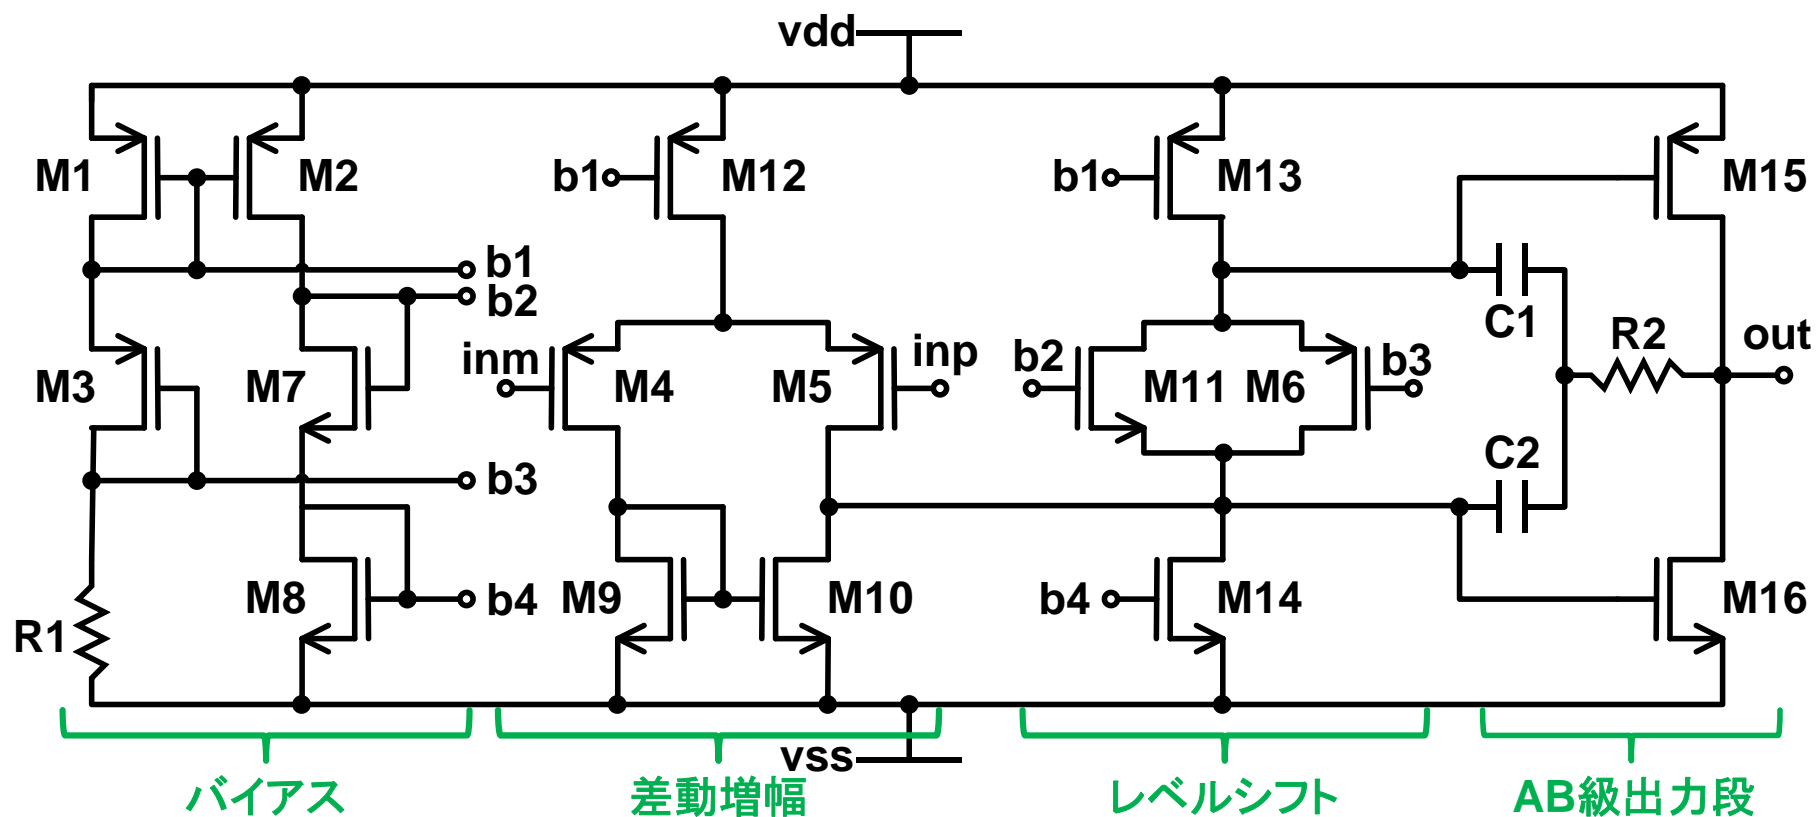 vdd
M1
M2
b1
M12
b1
M13
M15
b1
b2
C1
R2
out
M3
M7
inm
M4
M5
inp
b2
M11
M6
b3
b3
C2
R1
M8
b4
M9
M10
b4
M14
M16
vss
バイアス
差動増幅
レベルシフト
AB級出力段